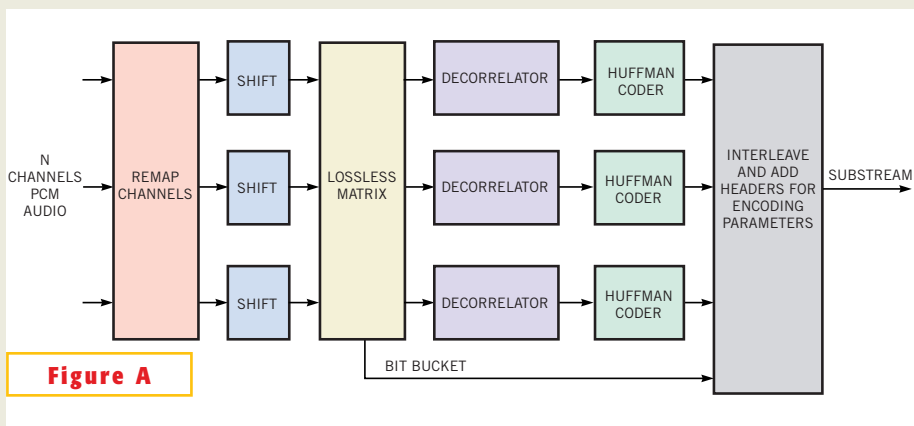 N
CHANNELS
PCM
AUDIO
REMAP
CHANNELS
SHIFT
SHIFT
SHIFT
LOSSLESS
MATRIX
DECORRELATOR
DECORRELATOR
DECORRELATOR
HUFFMAN
CODER
HUFFMAN
CODER
HUFFMAN
CODER
INTERLEAVE
AND ADD
HEADERS FOR
ENCODING
PARAMETERS
SUBSTREAM
BIT BUCKET
Figure A